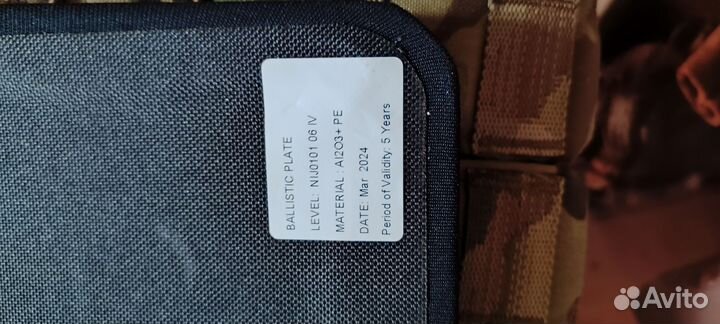 BALLISTIC PLATE
LEVEL: NIJ0101 06 IV
MATERIAL : Al2O3+ PE
DATE: Mar 2024
Period of Validity: 5 Years
Avito